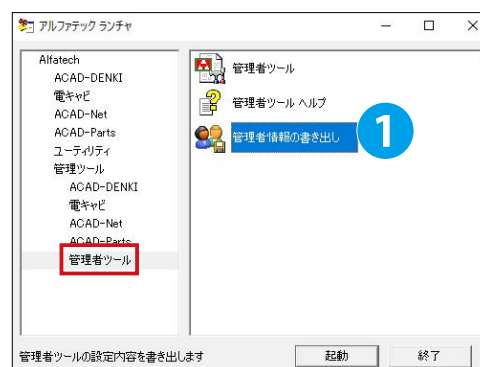 アルファテック ランチャ
Alfatech
ACAD-DENKI
電キャビ
ACAD-Net
ACAD-Parts
ユーティリティ
管理ツール
ACAD-DENKI
電キャビ
ACAD-Net
ACAD-Parts
管理者ツール
管理者ツール
管理者ツール ヘルプ
管理者情報の書き出し
1
管理者ツールの設定内容を書き出します
起動
終了